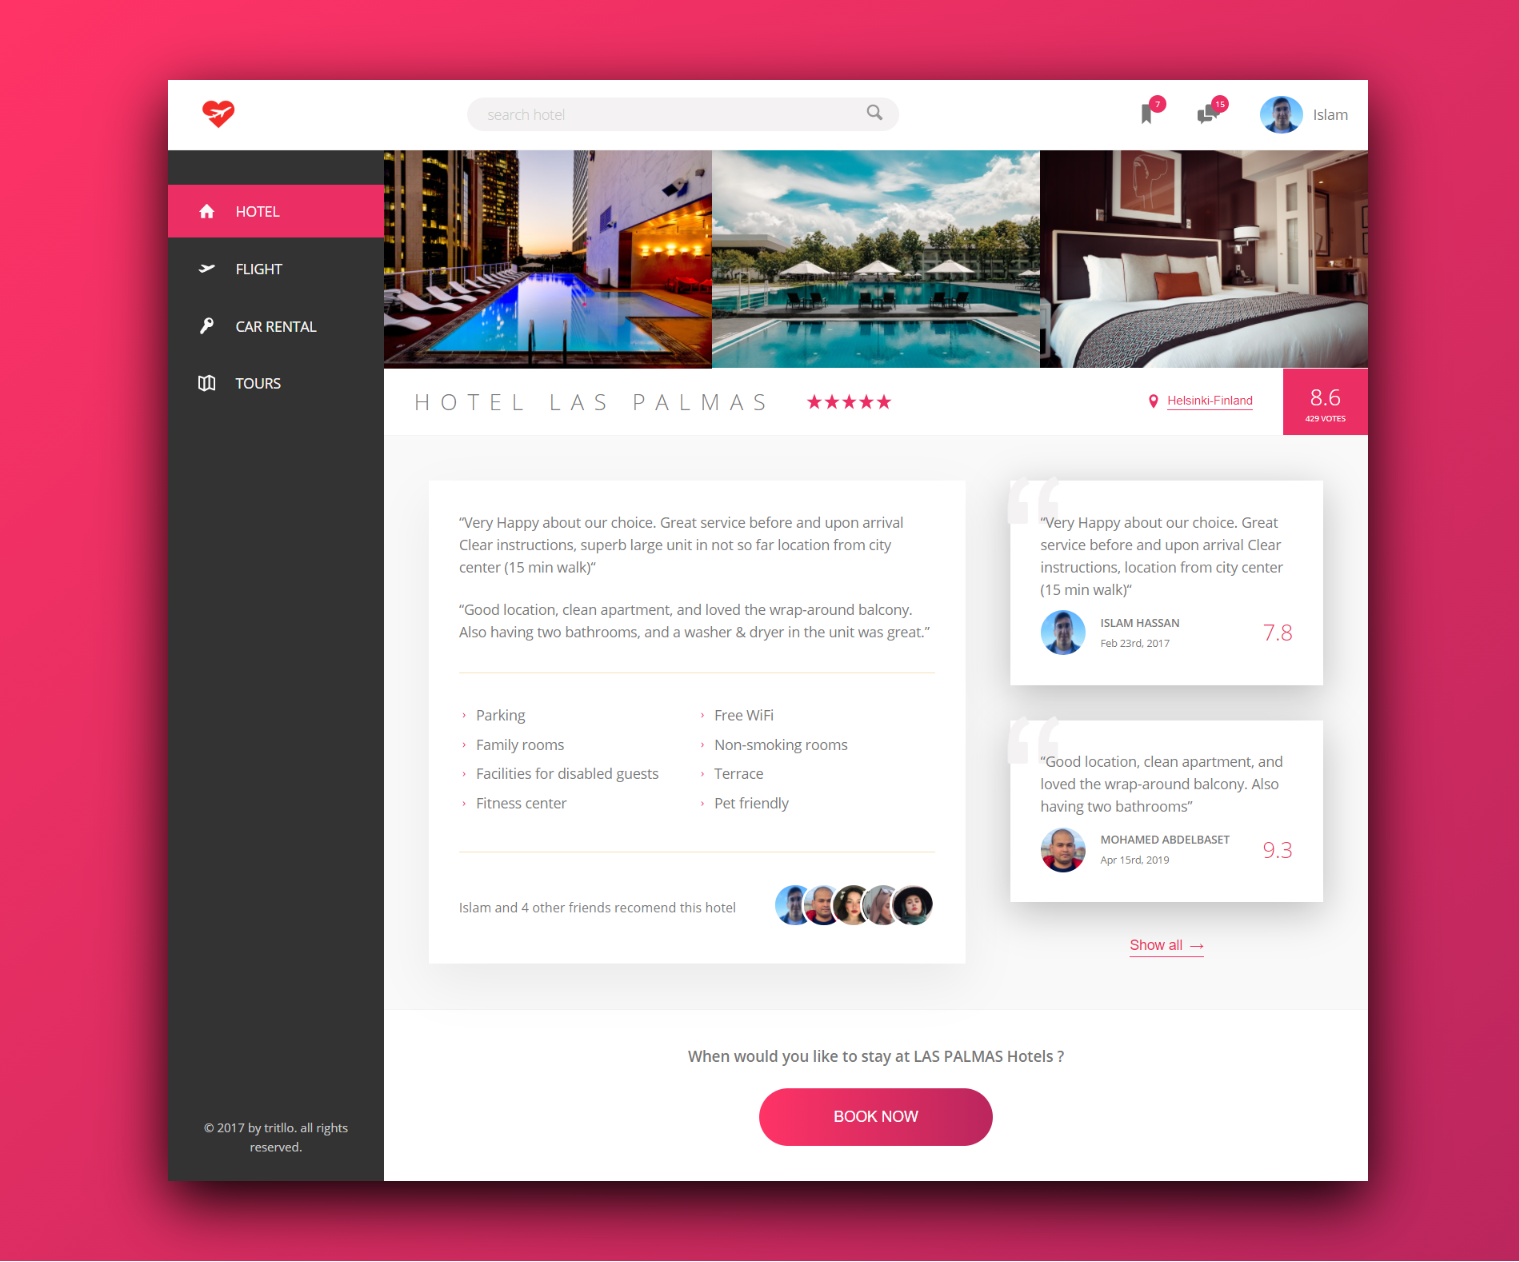 search hotel
7
15
Islam
HOTEL
FLIGHT
CAR RENTAL
TOURS
© 2017 by tritllo. all rights
reserved.
HOTEL LAS PALMAS
Helsinki-Finland
8.6
429 VOTES
“Very Happy about our choice. Great service before and upon arrival
Clear instructions, superb large unit in not so far location from city
center (15 min walk)“
“Good location, clean apartment, and loved the wrap-around balcony.
Also having two bathrooms, and a washer & dryer in the unit was great.”
› Parking
› Family rooms
› Facilities for disabled guests
› Fitness center
› Free WiFi
› Non-smoking rooms
› Terrace
› Pet friendly
Islam and 4 other friends recomend this hotel
“
“Very Happy about our choice. Great
service before and upon arrival Clear
instructions, location from city center
(15 min walk)“
ISLAM HASSAN
Feb 23rd, 2017
7.8
“
“Good location, clean apartment, and
loved the wrap-around balcony. Also
having two bathrooms”
MOHAMED ABDELBASET
Apr 15rd, 2019
9.3
Show all →
When would you like to stay at LAS PALMAS Hotels ?
BOOK NOW